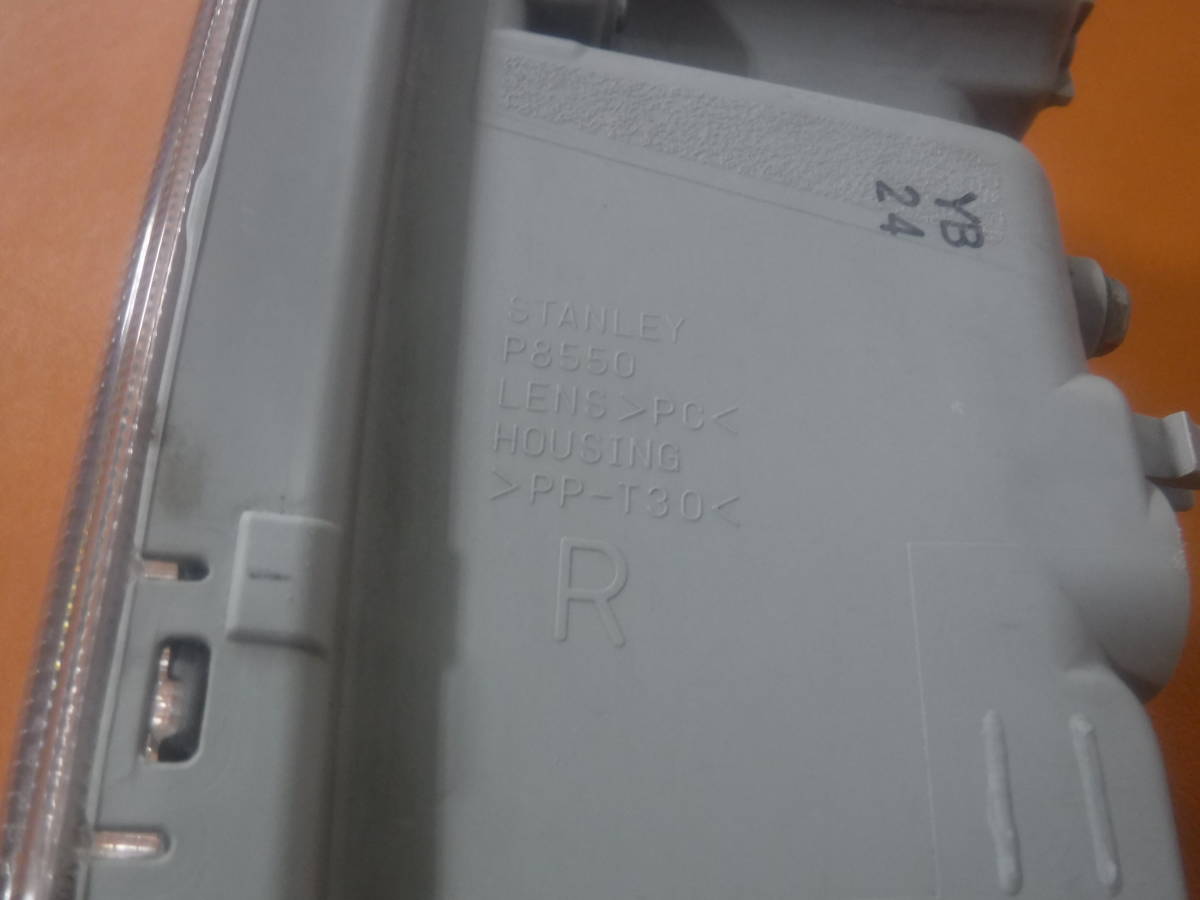 YB
24
STANLEY
P8550
LENS>PC<
HOUSING
>PP-T30<
R